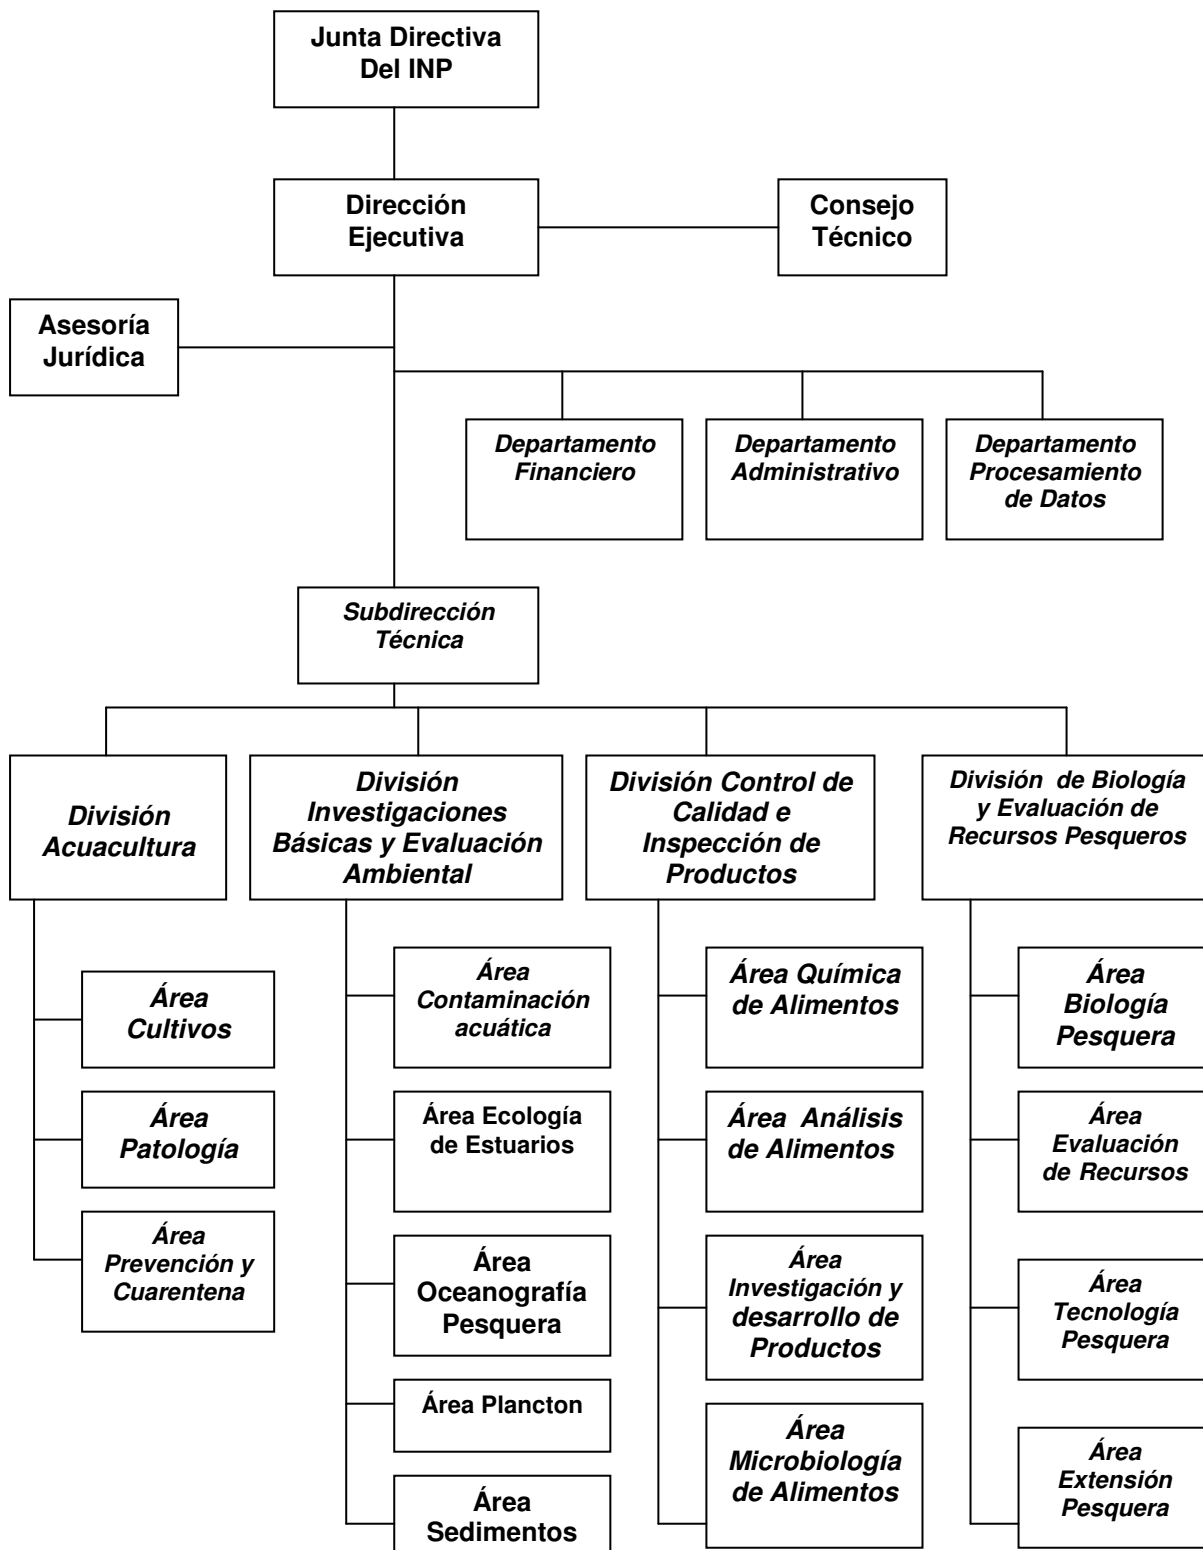 Junta Directiva
Del INP
Dirección
Ejecutiva
Consejo
Técnico
Asesoría
Jurídica
Departamento
Financiero
Departamento
Administrativo
Departamento
Procesamiento
de Datos
Subdirección
Técnica
División
Acuacultura
División
Investigaciones
Básicas y Evaluación
Ambiental
División Control de
Calidad e
Inspección de
Productos
División de Biología
y Evaluación de
Recursos Pesqueros
Área
Cultivos
Área
Patología
Área
Prevención y
Cuarentena
Área
Contaminación
acuática
Área Ecología
de Estuarios
Área
Oceanografía
Pesquera
Área Plancton
Área
Sedimentos
Área Química
de Alimentos
Área Análisis
de Alimentos
Área
Investigación y
desarrollo de
Productos
Área
Microbiología
de Alimentos
Área
Biología
Pesquera
Área
Evaluación
de Recursos
Área
Tecnología
Pesquera
Área
Extensión
Pesquera